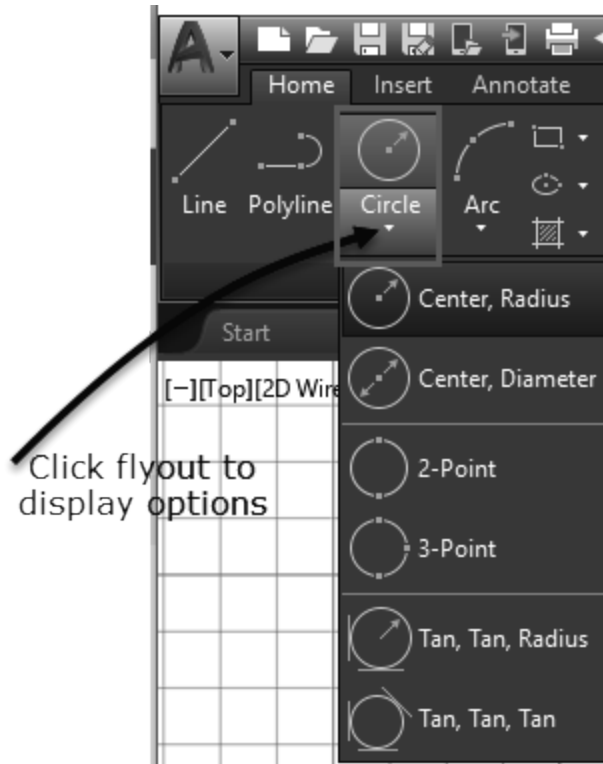 A
Home Insert Annotate
Line Polyline Circle Arc
Center, Radius
Start
Center, Diameter
[−][Top][2D Wire
Click flyout to
display options
2-Point
3-Point
Tan, Tan, Radius
Tan, Tan, Tan